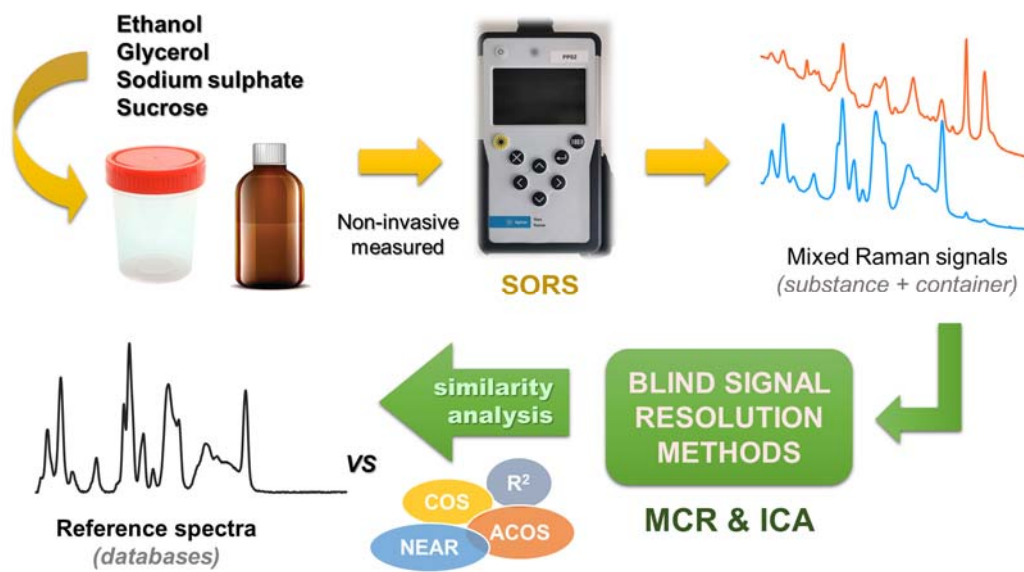 Ethanol
Glycerol
Sodium sulphate
Sucrose
PP02
Non-invasive
measured
SORS
Mixed Raman signals
(substance + container)
BLIND SIGNAL
RESOLUTION
METHODS
MCR & ICA
similarity
analysis
VS
R²
COS
ACOS
NEAR
Reference spectra
(databases)